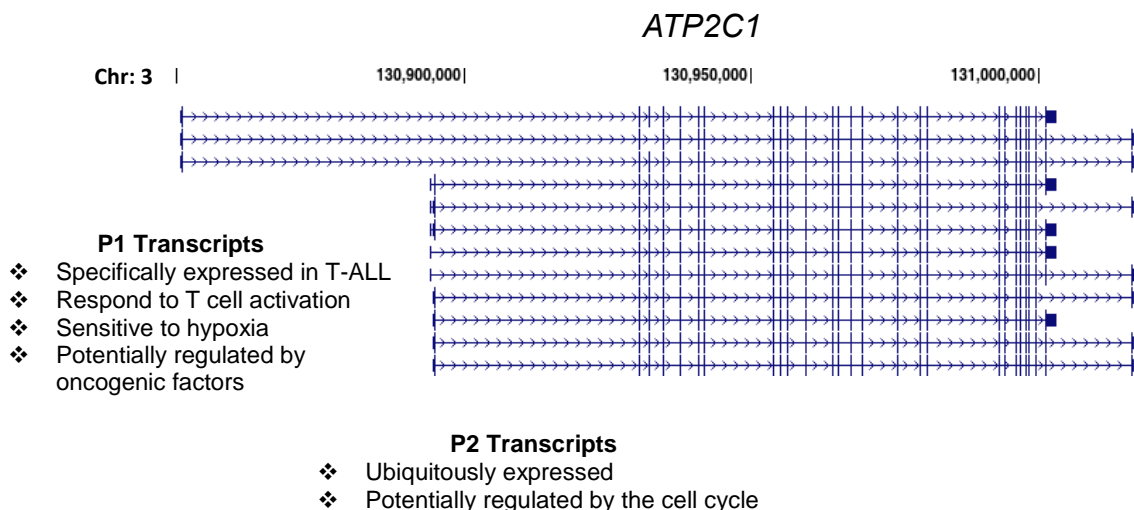 ATP2C1
Chr: 3 | 130,900,000| 130,950,000| 131,000,000|
P1 Transcripts
❖ Specifically expressed in T-ALL
❖ Respond to T cell activation
❖ Sensitive to hypoxia
❖ Potentially regulated by
oncogenic factors
P2 Transcripts
❖ Ubiquitously expressed
❖ Potentially regulated by the cell cycle